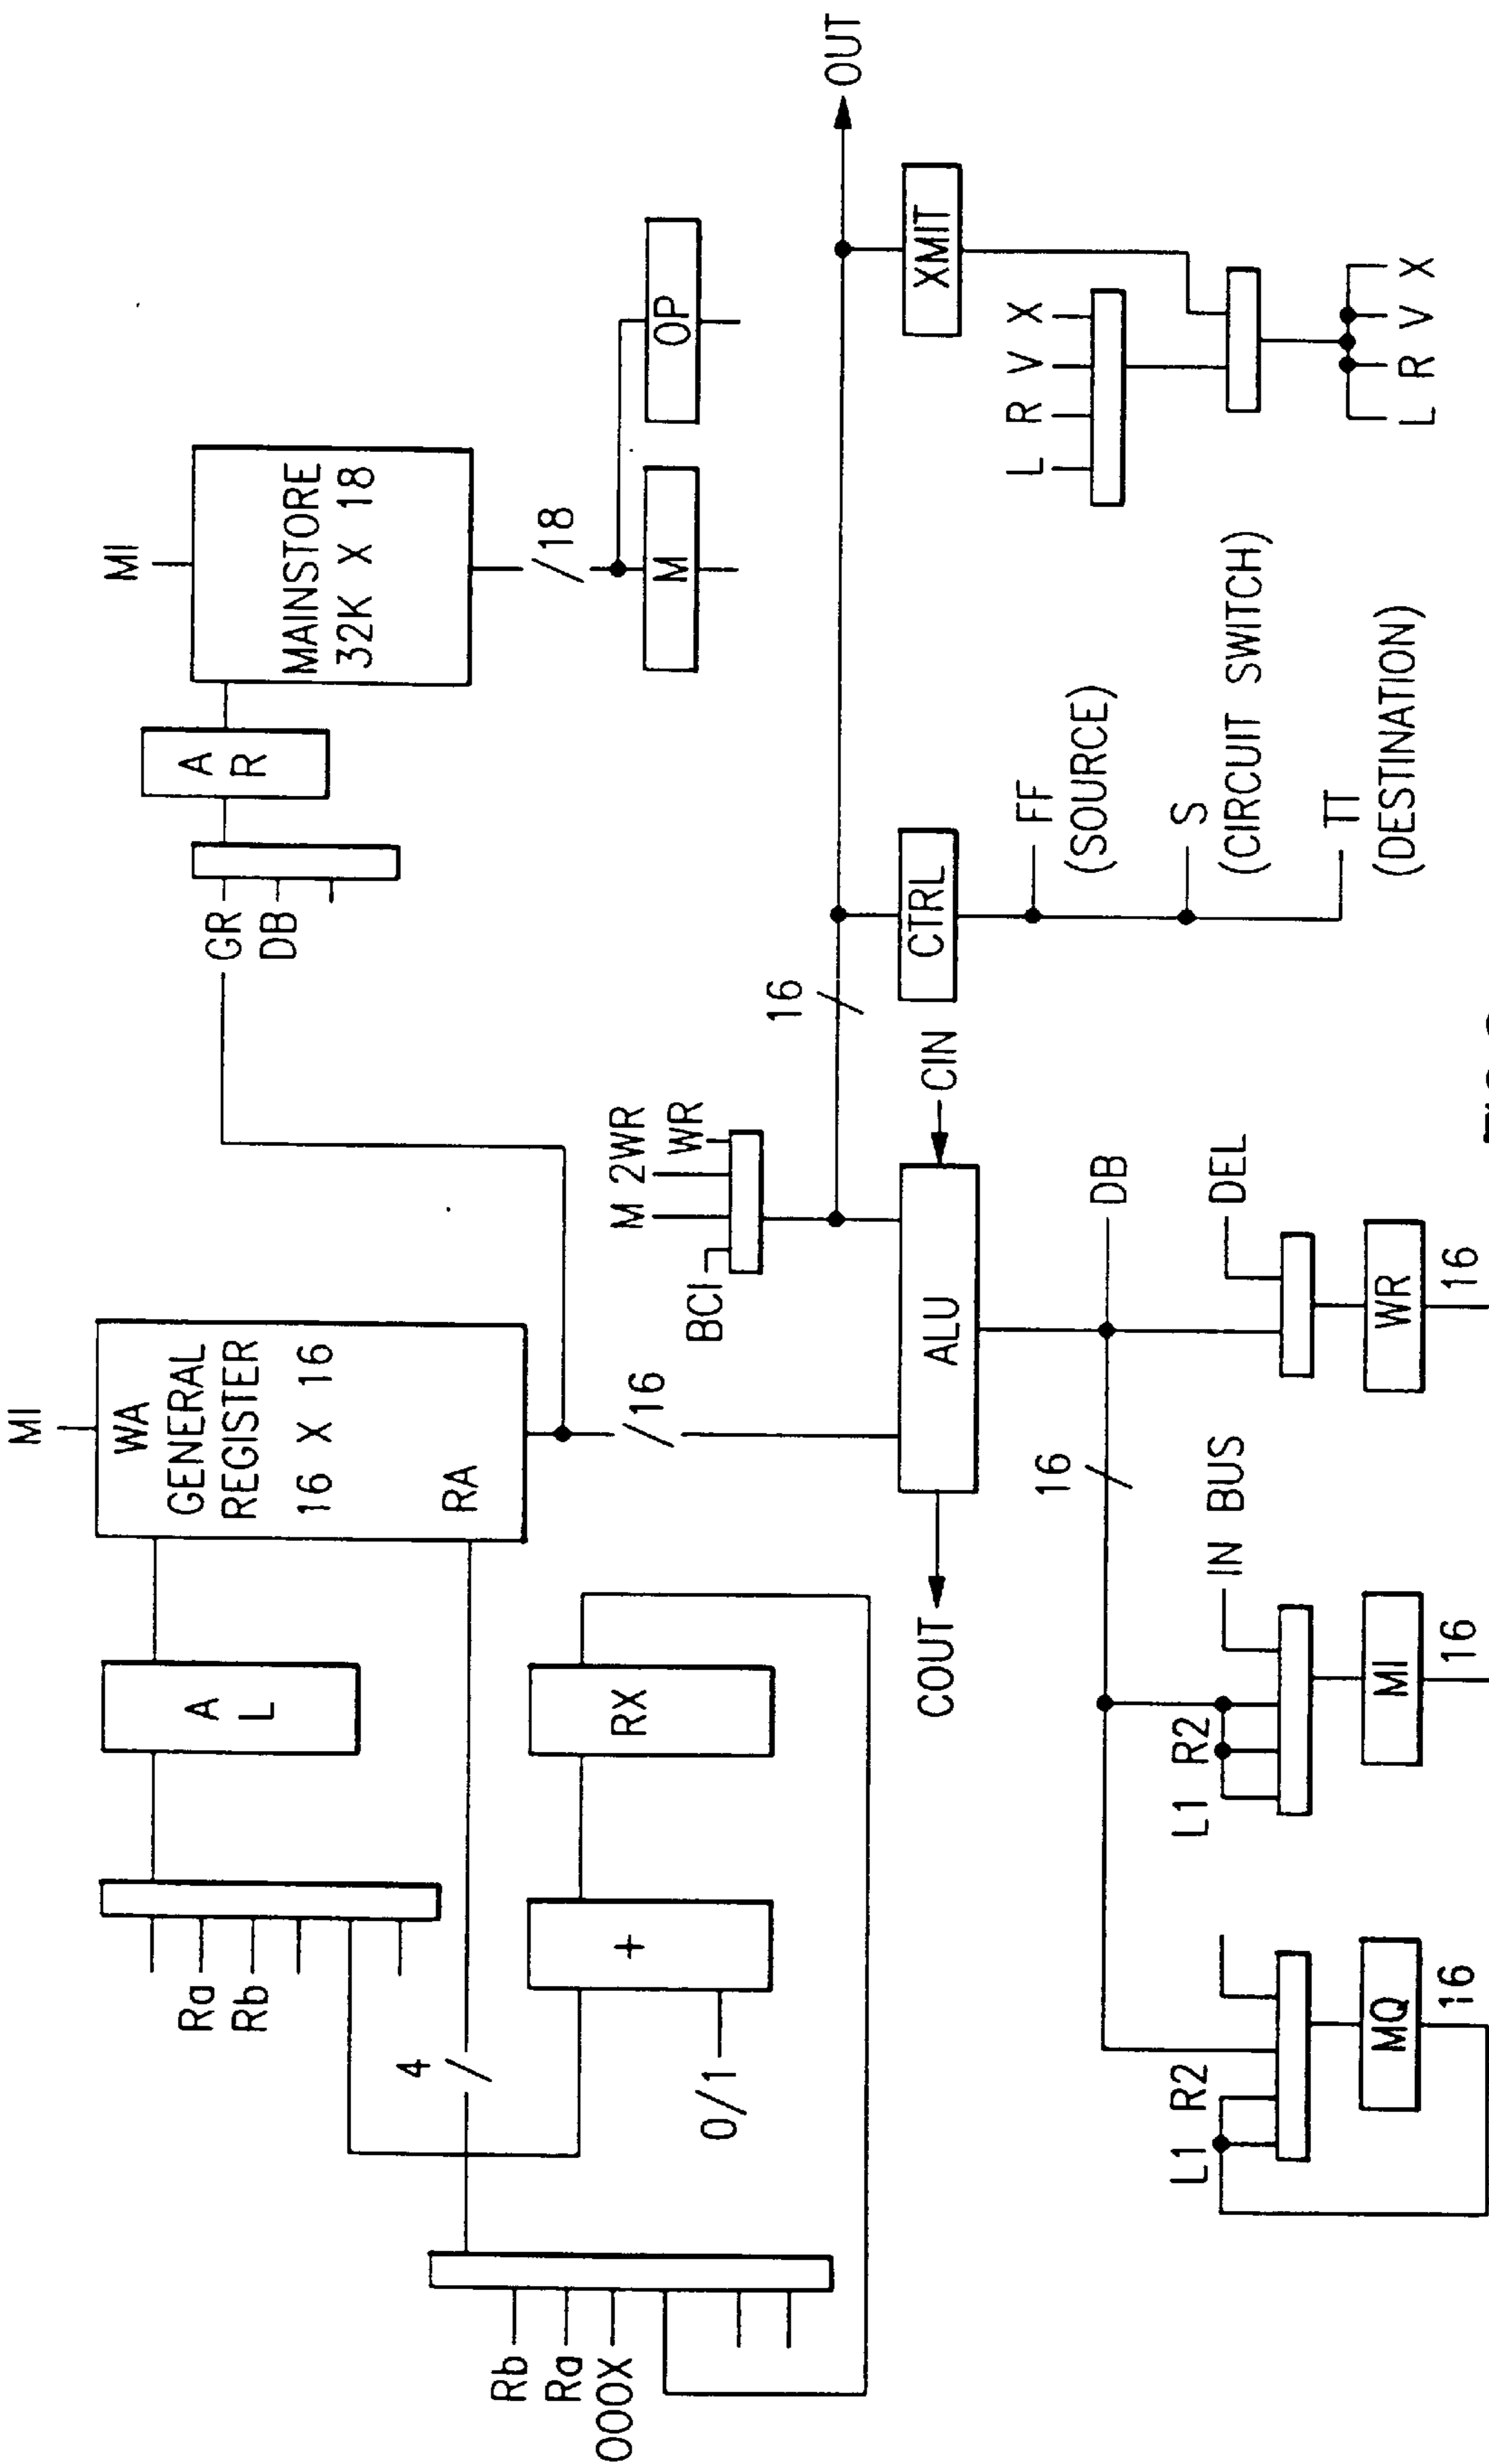 MI
WA
GENERAL
REGISTER
16 X 16
RA
A
L
Ra
Rb
4
RX
+
0/1
Rb
Ra
000X
/16
GR
DB
A
R
MI
MAINSTORE
32K X 18
/18
M
OP
BCI
M 2WR
WR
16
OUT
COUT
ALU
CIN
CTRL
FF
(SOURCE)
S
(CIRCUIT SWITCH)
TT
(DESTINATION)
XMIT
L R V X
L R V X
16
DB
L1 R2
MQ
16
L1 R2
IN BUS
MI
16
DEL
WR
16